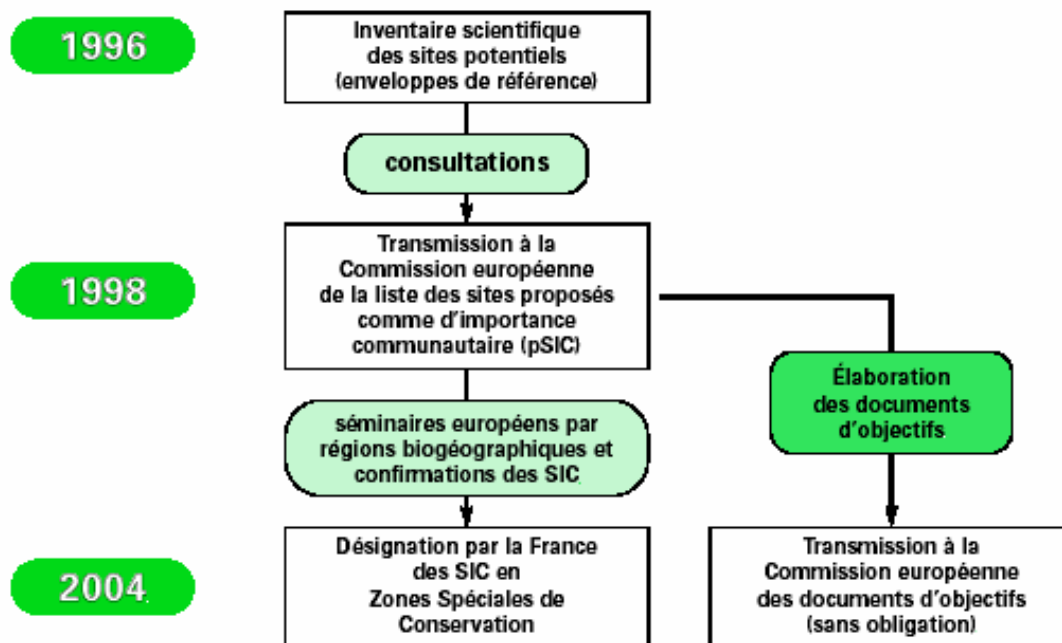 1996
Inventaire scientifique
des sites potentiels
(enveloppes de référence)
consultations
1998
Transmission à la
Commission européenne
de la liste des sites proposés
comme d'importance
communautaire (pSIC)
Élaboration
des documents
d'objectifs
séminaires européens par
régions biogéographiques et
confirmations des SIC
2004
Désignation par la France
des SIC en
Zones Spéciales de
Conservation
Transmission à la
Commission européenne
des documents d'objectifs
(sans obligation)